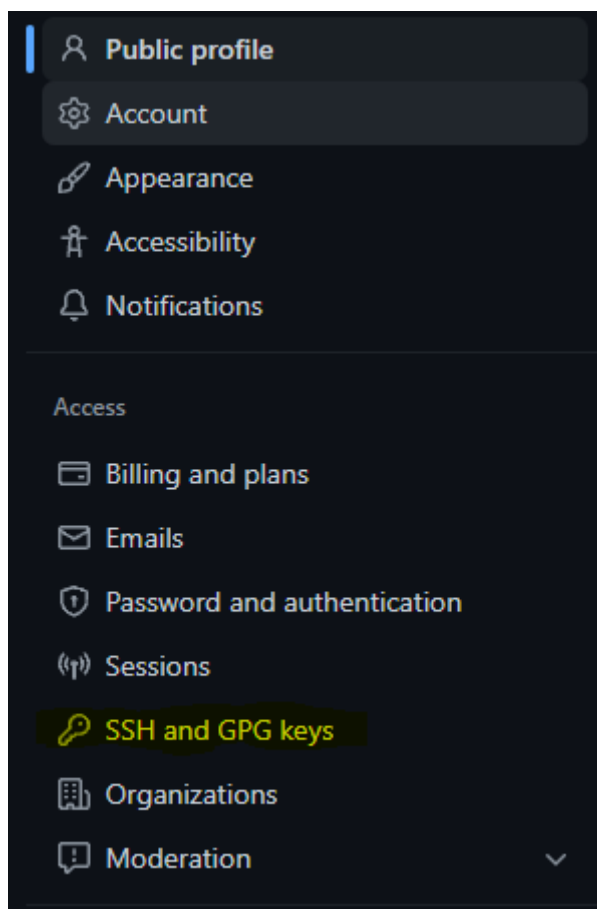 Public profile
Account
Appearance
Accessibility
Notifications
Access
Billing and plans
Emails
Password and authentication
Sessions
SSH and GPG keys
Organizations
Moderation